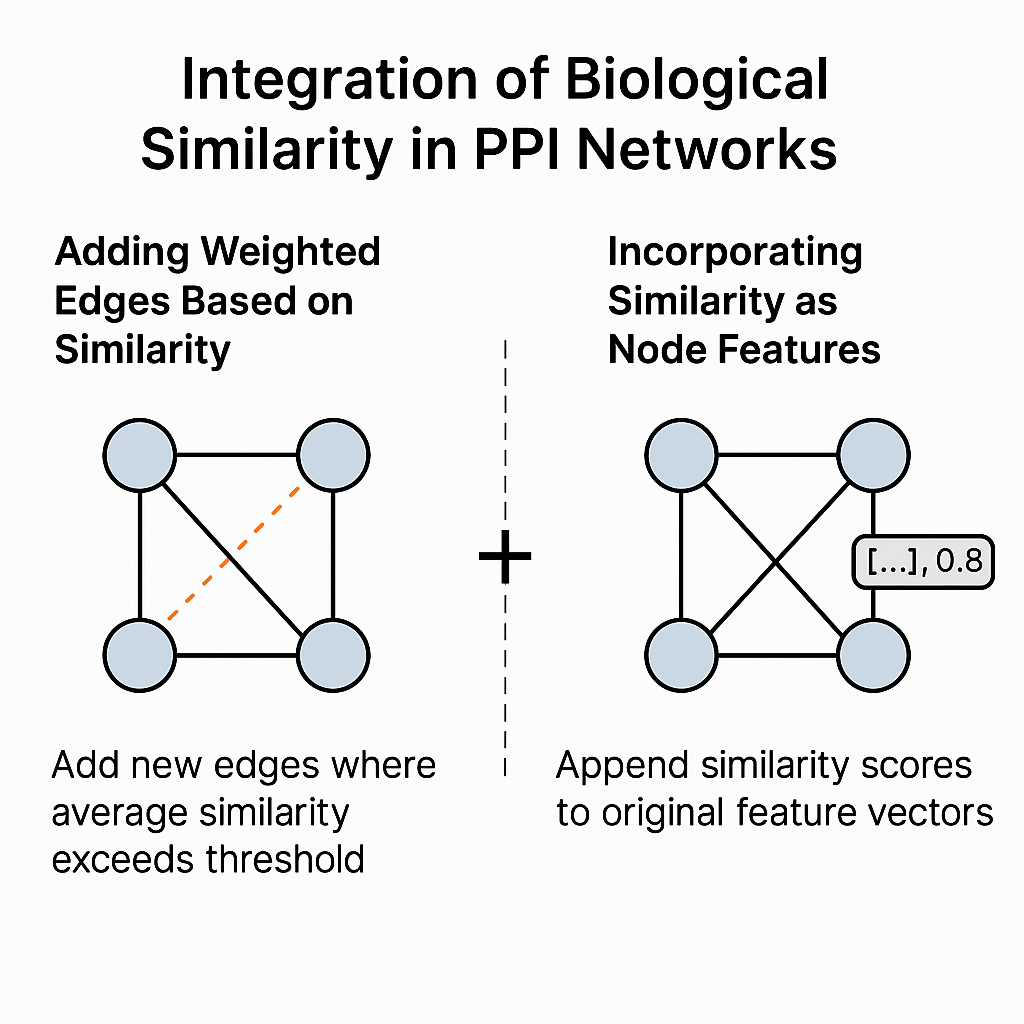 Integration of Biological
Similarity in PPI Networks
Adding Weighted
Edges Based on
Similarity
Add new edges where
average similarity
exceeds threshold
+
Incorporating
Similarity as
Node Features
[...], 0.8
Append similarity scores
to original feature vectors